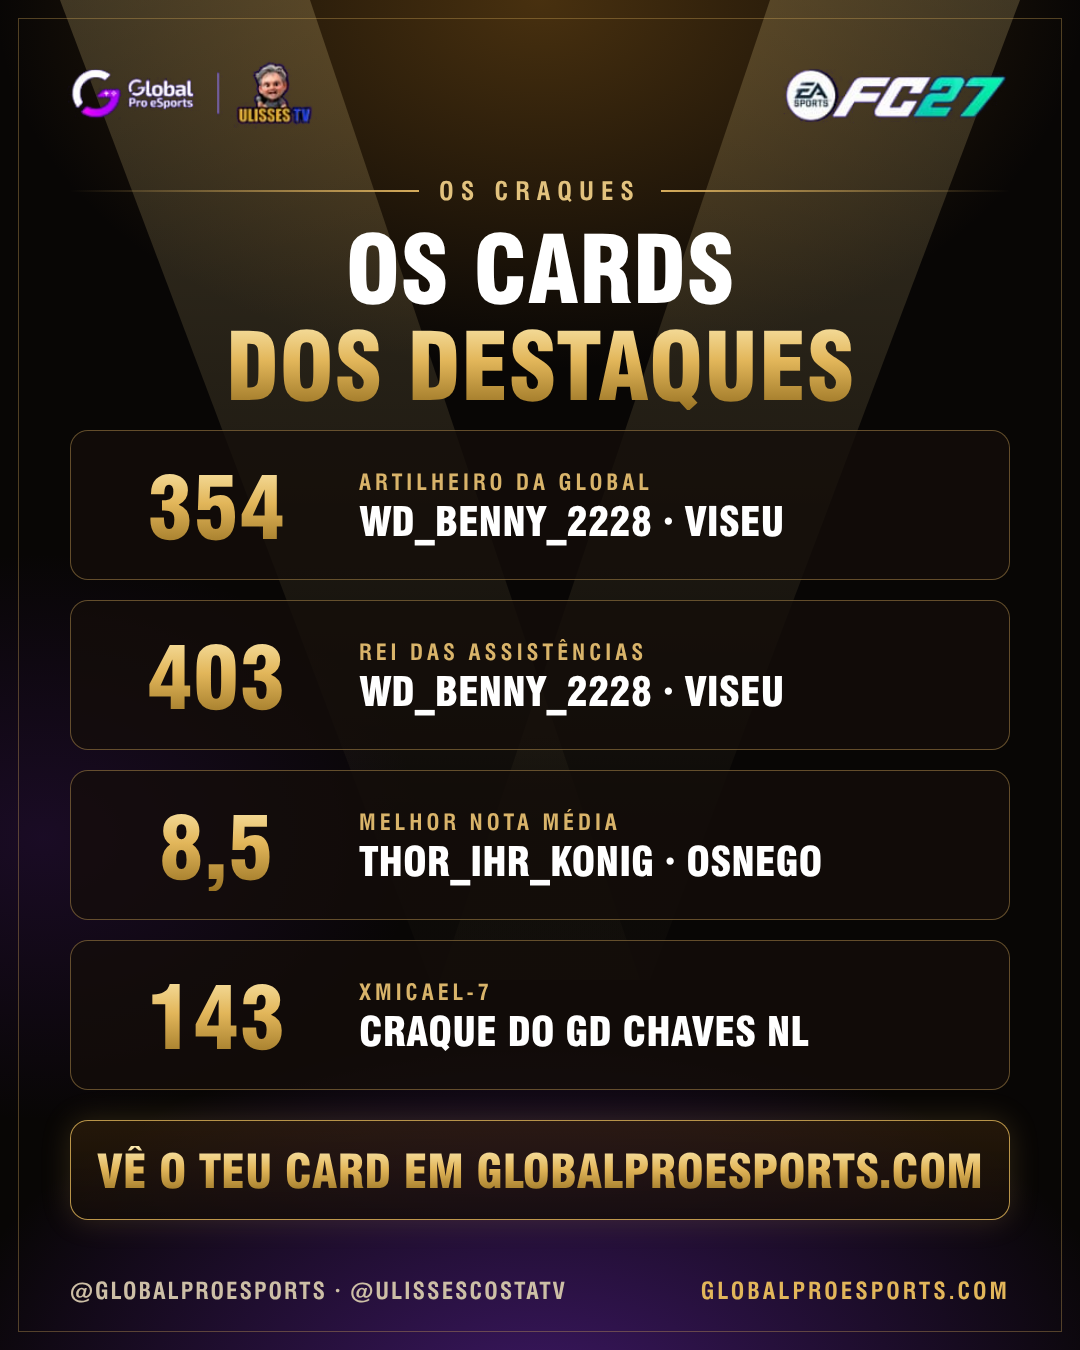 Global
Pro eSports
ULISSES TV
EA
SPORTS
FC27
OS CRAQUES
OS CARDS
DOS DESTAQUES
354
ARTILHEIRO DA GLOBAL
WD_BENNY_2228 · VISEU
403
REI DAS ASSISTÊNCIAS
WD_BENNY_2228 · VISEU
8,5
MELHOR NOTA MÉDIA
THOR_IHR_KONIG · OSNEGO
143
XMICAEL-7
CRAQUE DO GD CHAVES NL
VÊ O TEU CARD EM GLOBALPROESPORTS.COM
@GLOBALPROESPORTS · @ULISSESCOSTATV
GLOBALPROESPORTS.COM